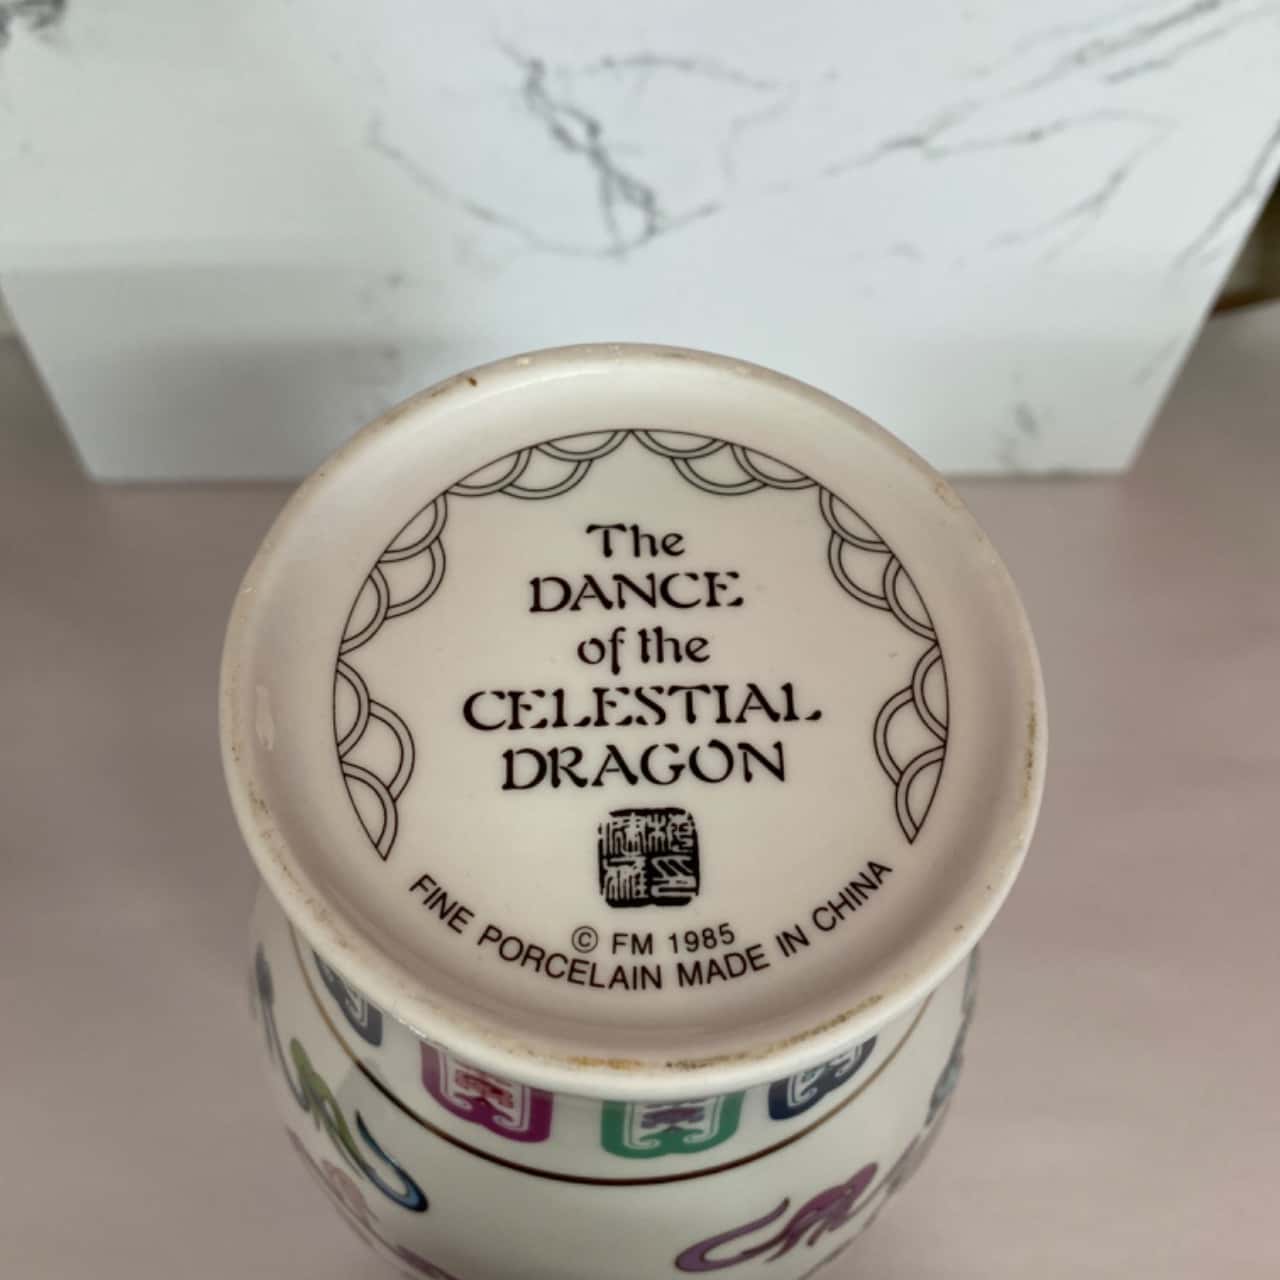 The
DANCE
of the
CELESTIAL
DRAGON
© FM 1985
FINE PORCELAIN MADE IN CHINA